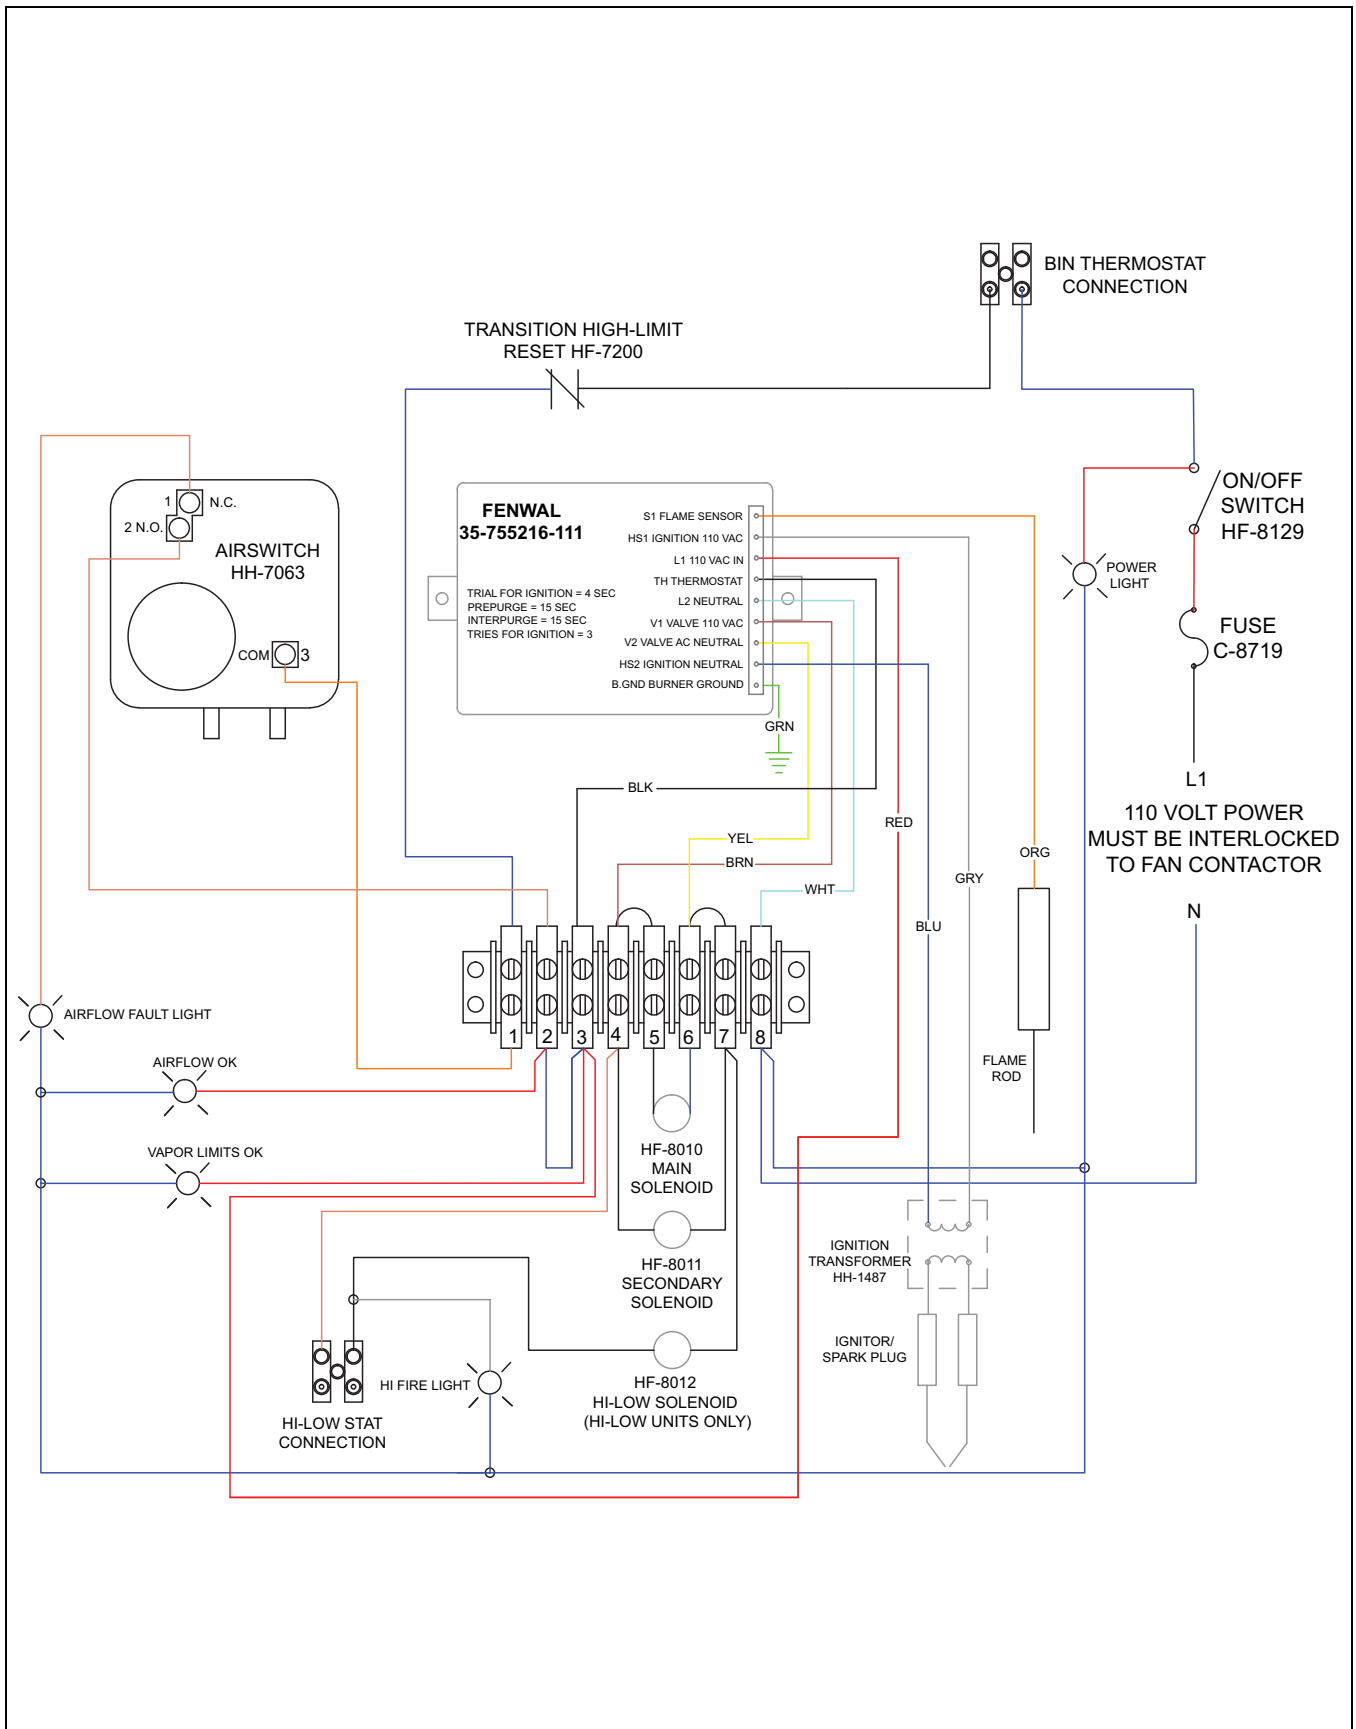 BIN THERMOSTAT
CONNECTION
TRANSITION HIGH-LIMIT
RESET HF-7200
1
N.C.
2 N.O.
AIRSWITCH
HH-7063
COM
3
FENWAL
35-755216-111
TRIAL FOR IGNITION = 4 SEC
PREPURGE = 15 SEC
INTERPURGE = 15 SEC
TRIES FOR IGNITION = 3
S1 FLAME SENSOR
HS1 IGNITION 110 VAC
L1 110 VAC IN
TH THERMOSTAT
L2 NEUTRAL
V1 VALVE 110 VAC
V2 VALVE AC NEUTRAL
HS2 IGNITION NEUTRAL
B.GND BURNER GROUND
ON/OFF
SWITCH
HF-8129
POWER
LIGHT
FUSE
C-8719
GRN
L1
110 VOLT POWER
MUST BE INTERLOCKED
TO FAN CONTACTOR
N
BLK
YEL
BRN
WHT
RED
BLU
GRY
ORG
FLAME
ROD
1
2
3
4
5
6
7
8
AIRFLOW FAULT LIGHT
AIRFLOW OK
VAPOR LIMITS OK
HF-8010
MAIN
SOLENOID
HF-8011
SECONDARY
SOLENOID
HF-8012
HI-LOW SOLENOID
(HI-LOW UNITS ONLY)
HI FIRE LIGHT
HI-LOW STAT
CONNECTION
IGNITION
TRANSFORMER
HH-1487
IGNITOR/
SPARK PLUG